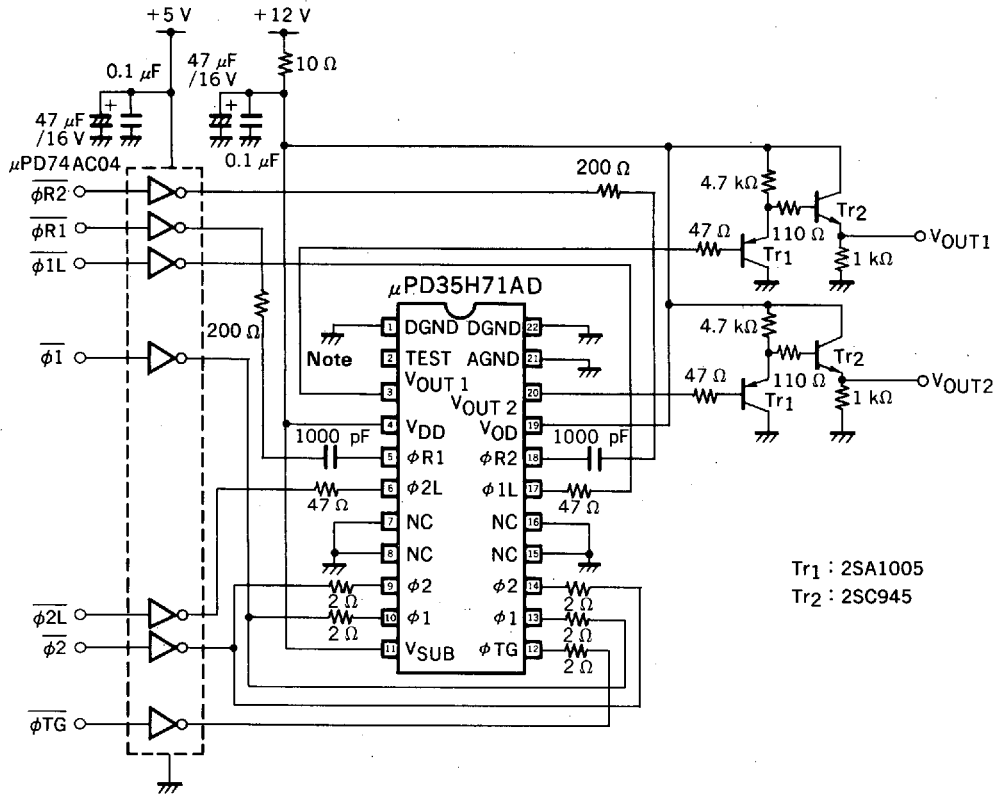 +5 V
+12 V
10 Ω
47 μF
/16 V
0.1 μF
+
+
47 μF
/16 V
0.1 μF
μPD74AC04
φR2
φR1
φ1L
φ1
φ2L
φ2
φTG
200 Ω
200 Ω
4.7 kΩ
Tr2
110 Ω
47 Ω
Tr1
1 kΩ
VOUT1
4.7 kΩ
Tr2
110 Ω
47 Ω
Tr1
1 kΩ
VOUT2
μPD35H71AD
Note
1 DGND DGND 22
2 TEST AGND 21
3 VOUT 1 VOUT 2 20
4 VDD VOD 19
1000 pF 1000 pF
5 φR1 φR2 18
6 φ2L φ1L 17
47 Ω 47 Ω
7 NC NC 16
8 NC NC 15
9 φ2 φ2 14
2 Ω 2 Ω
10 φ1 φ1 13
2 Ω 2 Ω
11 VSUB φTG 12
2 Ω
Tr1 : 2SA1005
Tr2 : 2SC945